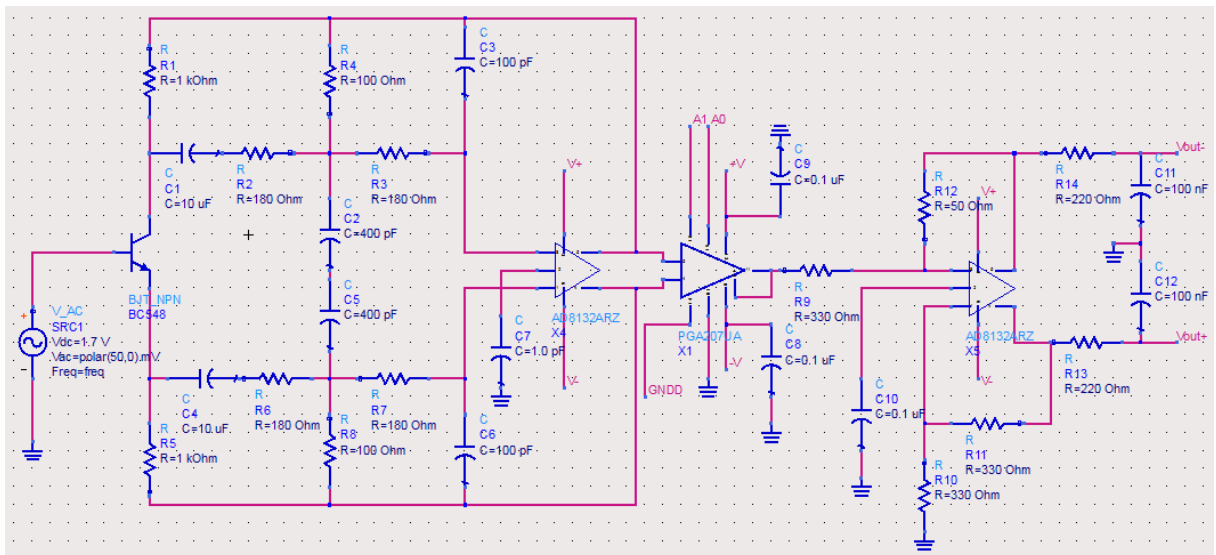 R
R1
R=1 kOhm
R
R4
R=100 Ohm
C
C3
C=100 pF
C
C1
C=10 uF
R
R2
R=180 Ohm
R
R3
R=180 Ohm
C
C2
C=400 pF
C
C5
C=400 pF
BJT_NPN
BC548
V_AC
SRC1
Vdc=1.7 V
Vac=polar(50,0) mV
Freq=freq
+
-
C
C4
C=10 uF
R
R6
R=180 Ohm
R
R7
R=180 Ohm
R
R5
R=1 kOhm
R
R8
R=100 Ohm
C
C6
C=100 pF
C
C7
C=1.0 pF
V+
V-
AD8132ARZ
X4
A1 A0
+V
-V
GNDD
PGA207UA
X1
C
C9
C=0.1 uF
C
C8
C=0.1 uF
R
R9
R=330 Ohm
R
R12
R=50 Ohm
V+
V-
AD8132ARZ
X5
C
C10
C=0.1 uF
R
R10
R=330 Ohm
R
R11
R=330 Ohm
R
R14
R=220 Ohm
R
R13
R=220 Ohm
C
C11
C=100 nF
C
C12
C=100 nF
Vout-
Vout+